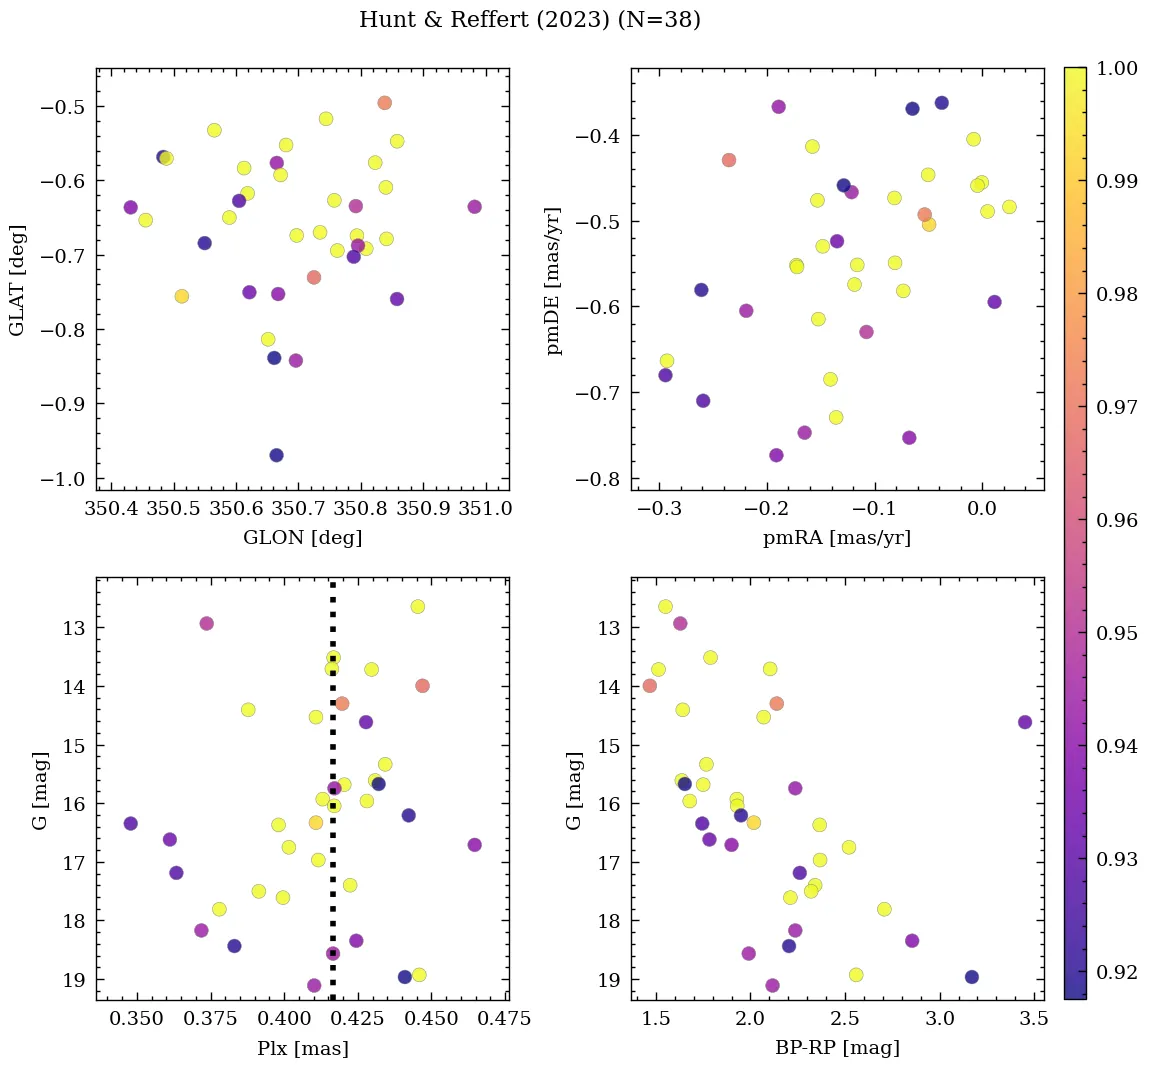 Hunt & Reffert (2023) (N=38)
−0.5
−0.6
−0.7
−0.8
−0.9
−1.0
GLAT [deg]
350.4 350.5 350.6 350.7 350.8 350.9 351.0
GLON [deg]
−0.4
−0.5
−0.6
−0.7
−0.8
pmDE [mas/yr]
−0.3 −0.2 −0.1 0.0
pmRA [mas/yr]
13
14
15
16
17
18
19
G [mag]
0.350 0.375 0.400 0.425 0.450 0.475
Plx [mas]
13
14
15
16
17
18
19
G [mag]
1.5 2.0 2.5 3.0 3.5
BP-RP [mag]
1.00
0.99
0.98
0.97
0.96
0.95
0.94
0.93
0.92